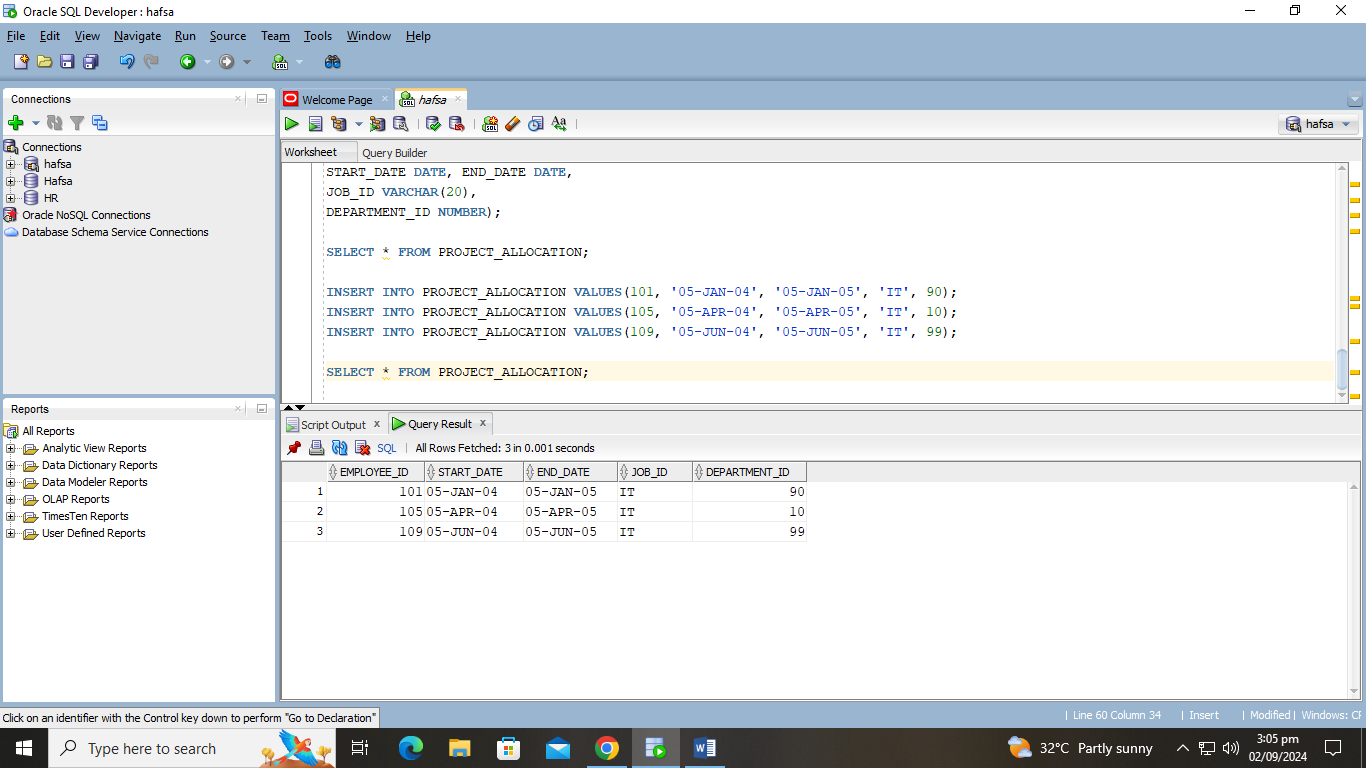 Oracle SQL Developer : hafsa
File Edit View Navigate Run Source Team Tools Window Help
Connections
Connections
hafsa
Hafsa
HR
Oracle NoSQL Connections
Database Schema Service Connections
Reports
All Reports
Analytic View Reports
Data Dictionary Reports
Data Modeler Reports
OLAP Reports
TimesTen Reports
User Defined Reports
Welcome Page hafsa
hafsa
Worksheet Query Builder
START_DATE DATE, END_DATE DATE,
JOB_ID VARCHAR(20),
DEPARTMENT_ID NUMBER);
SELECT * FROM PROJECT_ALLOCATION;
INSERT INTO PROJECT_ALLOCATION VALUES(101, '05-JAN-04', '05-JAN-05', 'IT', 90);
INSERT INTO PROJECT_ALLOCATION VALUES(105, '05-APR-04', '05-APR-05', 'IT', 10);
INSERT INTO PROJECT_ALLOCATION VALUES(109, '05-JUN-04', '05-JUN-05', 'IT', 99);
SELECT * FROM PROJECT_ALLOCATION;
Script Output Query Result
SQL | All Rows Fetched: 3 in 0.001 seconds
EMPLOYEE_ID START_DATE END_DATE JOB_ID DEPARTMENT_ID
1 101 05-JAN-04 05-JAN-05 IT 90
2 105 05-APR-04 05-APR-05 IT 10
3 109 05-JUN-04 05-JUN-05 IT 99
Click on an identifier with the Control key down to perform "Go to Declaration"
| Line 60 Column 34 | Insert | Modified | Windows: CF
Type here to search
32°C Partly sunny
3:05 pm
02/09/2024